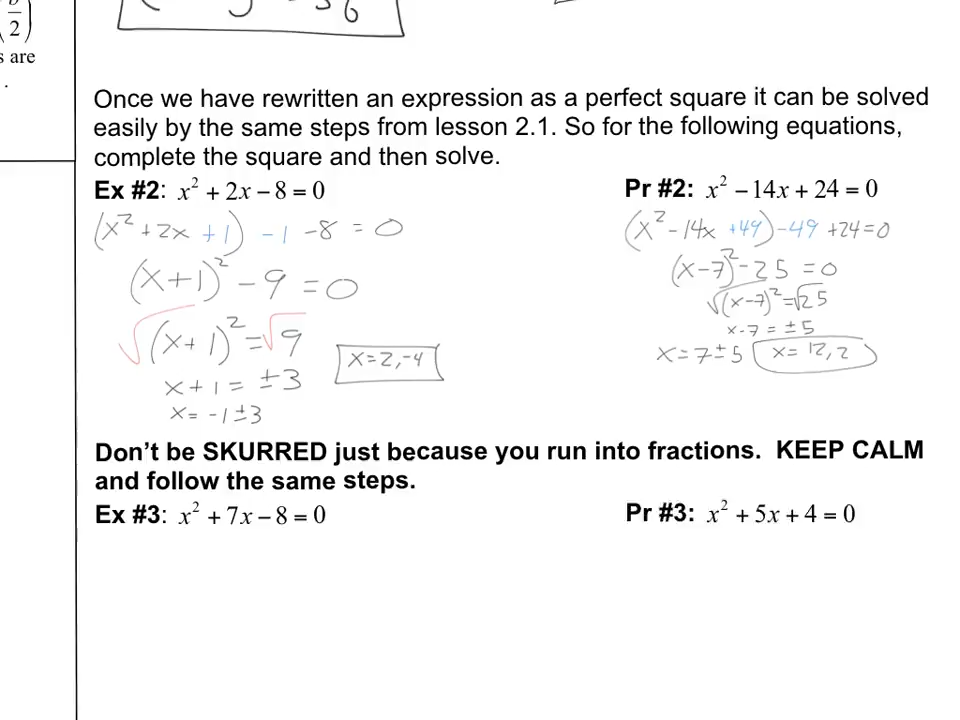 b
2
s are
.
Once we have rewritten an expression as a perfect square it can be solved
easily by the same steps from lesson 2.1. So for the following equations,
complete the square and then solve.
Ex #2: x² + 2x − 8 = 0
(x² + 2x + 1) − 1 − 8 = 0
(x + 1)² − 9 = 0
√(x + 1)² = √9
x + 1 = ± 3
x = −1 ± 3
x = 2, −4
Pr #2: x² − 14x + 24 = 0
(x² − 14x + 49) − 49 + 24 = 0
(x − 7)² − 25 = 0
√(x − 7)² = √25
x − 7 = ± 5
x = 7 ± 5
x = 12, 2
Don’t be SKURRED just because you run into fractions. KEEP CALM
and follow the same steps.
Ex #3: x² + 7x − 8 = 0
Pr #3: x² + 5x + 4 = 0